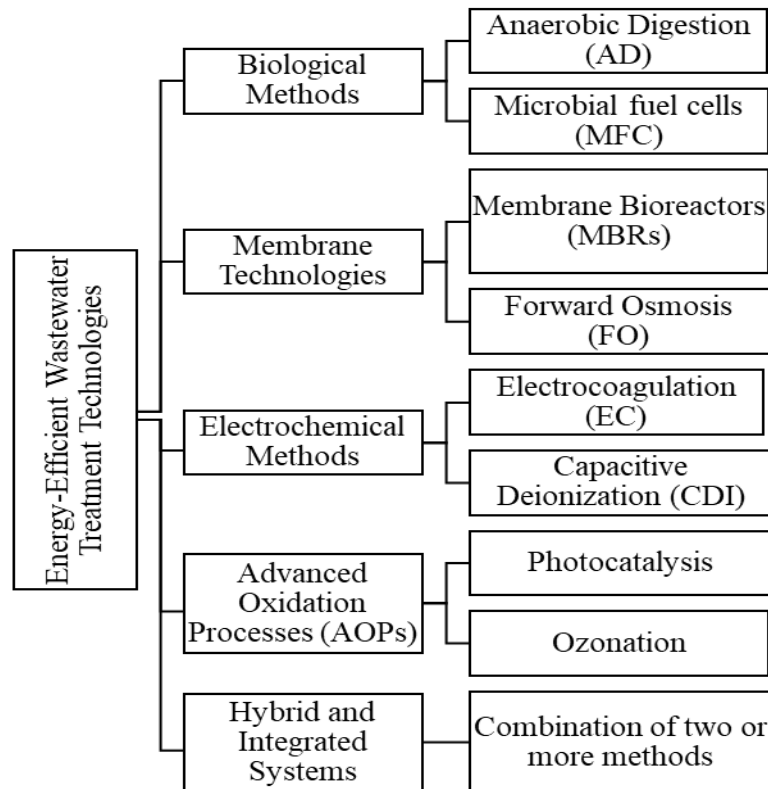 Energy-Efficient Wastewater
Treatment Technologies
Biological
Methods
Anaerobic Digestion
(AD)
Microbial fuel cells
(MFC)
Membrane
Technologies
Membrane Bioreactors
(MBRs)
Forward Osmosis
(FO)
Electrochemical
Methods
Electrocoagulation
(EC)
Capacitive
Deionization (CDI)
Advanced
Oxidation
Processes (AOPs)
Photocatalysis
Ozonation
Hybrid and
Integrated
Systems
Combination of two or
more methods